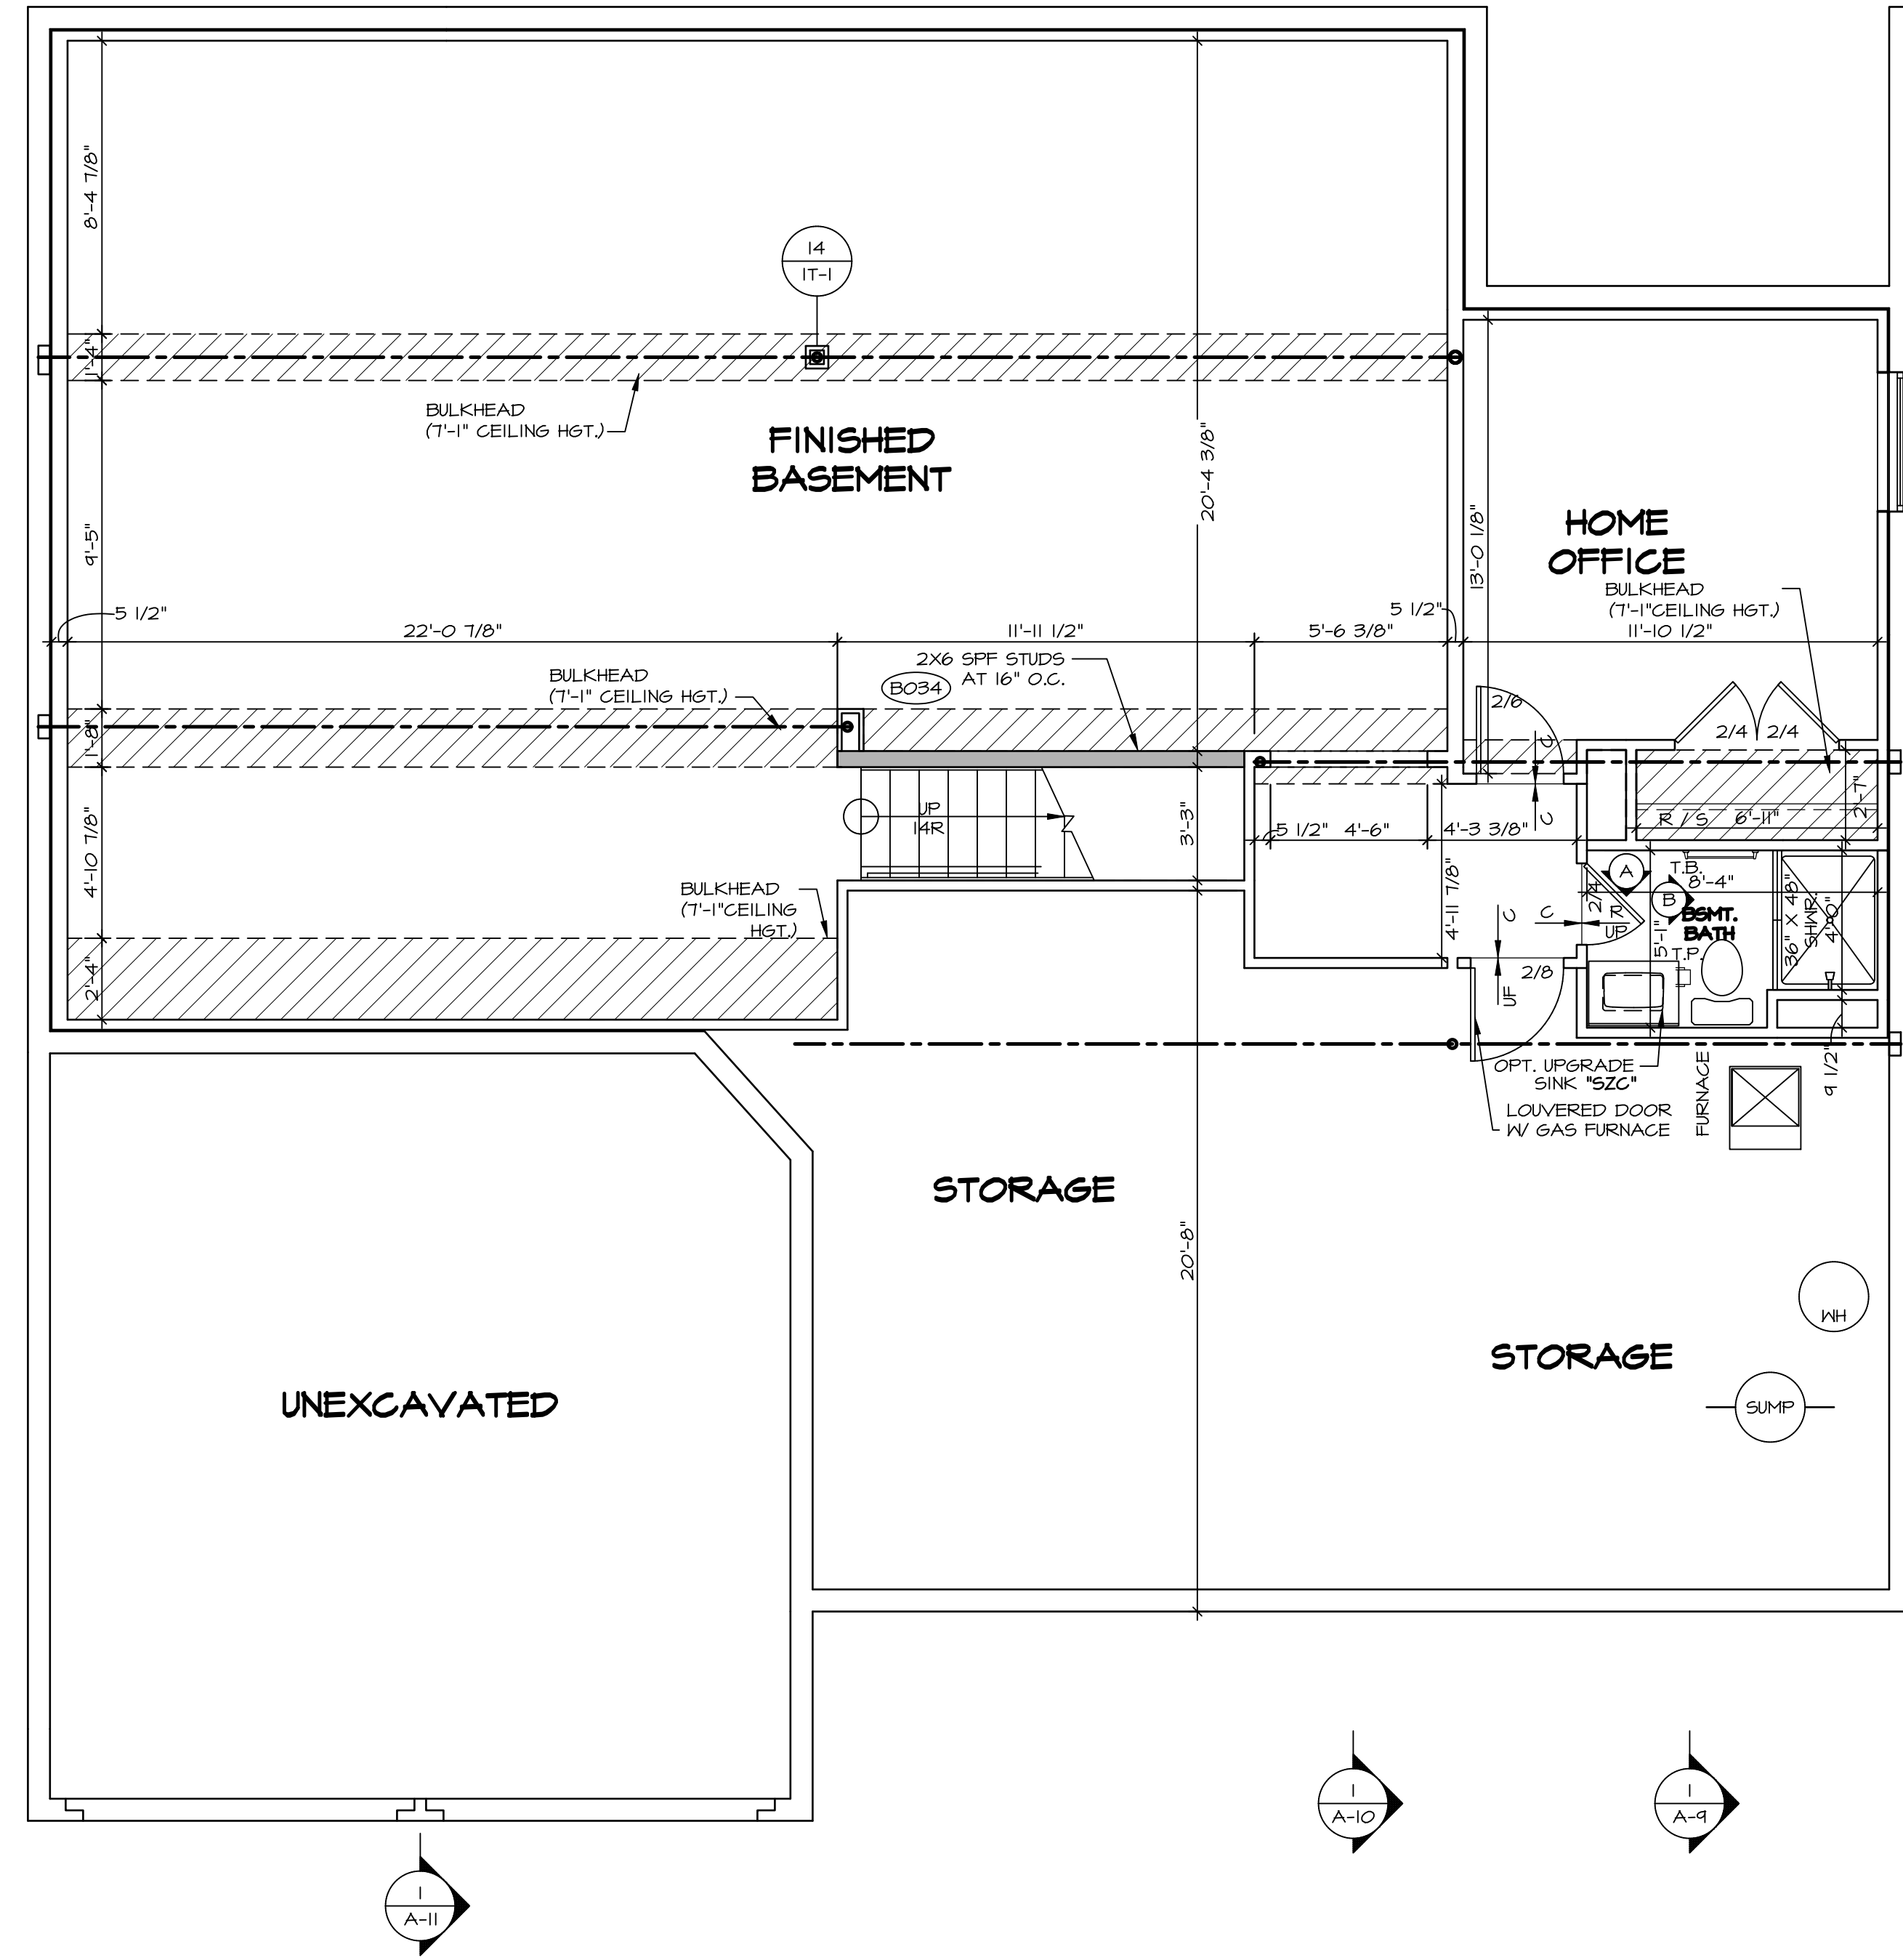 8'-4 7/8"
14
1T-1
1'-4"
BULKHEAD
(7'-1" CEILING HGT.)
FINISHED
BASEMENT
20'-4 3/8"
9'-5"
13'-0 1/8"
HOME
OFFICE
BULKHEAD
(7'-1"CEILING HGT.)
5 1/2"
22'-0 7/8"
11'-11 1/2"
5 1/2"
5'-6 3/8"
11'-10 1/2"
2X6 SPF STUDS
AT 16" O.C.
B034
BULKHEAD
(7'-1" CEILING HGT.)
1'-8"
2/6
2/4
2/4
C
C
2'-7"
UP
14R
3'-3"
5 1/2"
4'-6"
4'-3 3/8"
R / S
6'-11"
4'-10 7/8"
BULKHEAD
(7'-1"CEILING
HGT.)
4'-11 7/8"
2/4
A
T.B.
8'-4"
B
BSMT.
BATH
T.P.
5'-1"
36" X 48"
SHWR.
4'-0"
C
C
R
UP
2'-4"
2/8
UF
OPT. UPGRADE
SINK "SZC"
LOUVERED DOOR
W/ GAS FURNACE
FURNACE
9 1/2"
STORAGE
20'-8"
WH
STORAGE
SUMP
UNEXCAVATED
1
A-10
1
A-9
1
A-11